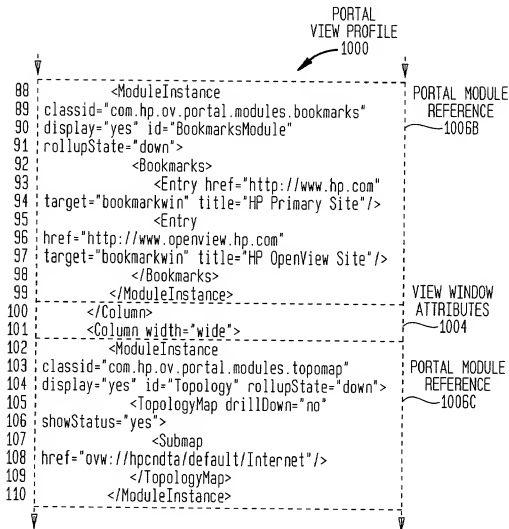 PORTAL
VIEW PROFILE
1000
88 <ModuleInstance
89 classid="com.hp.ov.portal.modules.bookmarks"
90 display="yes" id="BookmarksModule"
91 rollupState="down">
92 <Bookmarks>
93 <Entry href="http://www.hp.com"
94 target="bookmarkwin" title="HP Primary Site"/>
95 <Entry
96 href="http://www.openview.hp.com"
97 target="bookmarkwin" title="HP OpenView Site"/>
98 </Bookmarks>
99 </ModuleInstance>
PORTAL MODULE
REFERENCE
1006B
100 </Column>
101 <Column width="wide">
VIEW WINDOW
ATTRIBUTES
1004
102 <ModuleInstance
103 classid="com.hp.ov.portal.modules.topomap"
104 display="yes" id="Topology" rollupState="down">
105 <TopologyMap drillDown="no"
106 showStatus="yes">
107 <Submap
108 href="ovw://hpcndta/default/Internet"/>
109 </TopologyMap>
110 </ModuleInstance>
PORTAL MODULE
REFERENCE
1006C